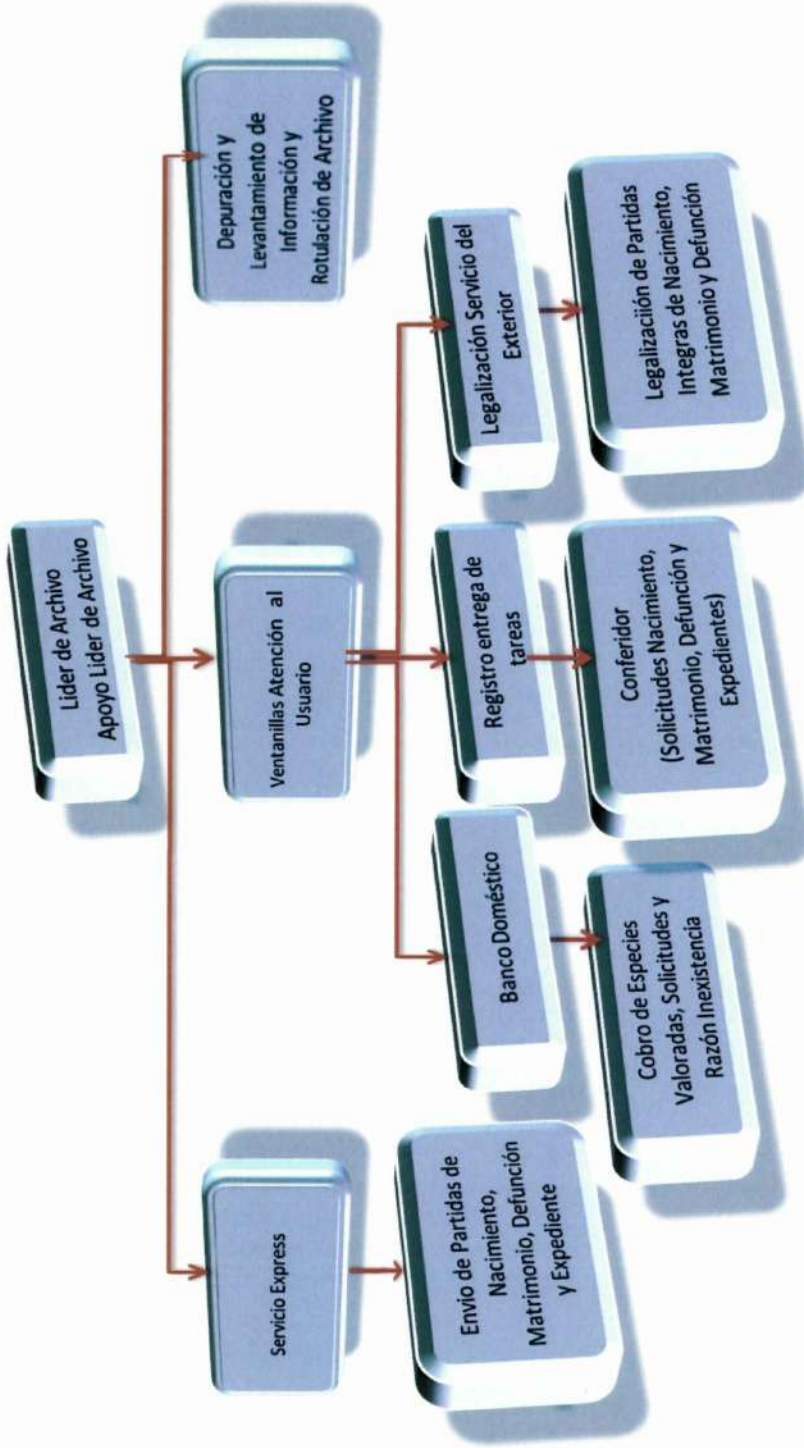 Lider de Archivo
Apoyo Lider de Archivo
Servicio Express
Ventanillas Atención al
Usuario
Depuración y
Levantamiento de
Información y
Rotulación de Archivo
Envio de Partidas de
Nacimiento,
Matrimonio, Defunción
y Expediente
Banco Doméstico
Registro entrega de
tareas
Legalización Servicio del
Exterior
Cobro de Especies
Valoradas, Solicitudes y
Razón Inexistencia
Conferidor
(Solicitudes Nacimiento,
Matrimonio, Defunción y
Expedientes)
Legalizaciión de Partidas
Integras de Nacimiento,
Matrimonio y Defunción